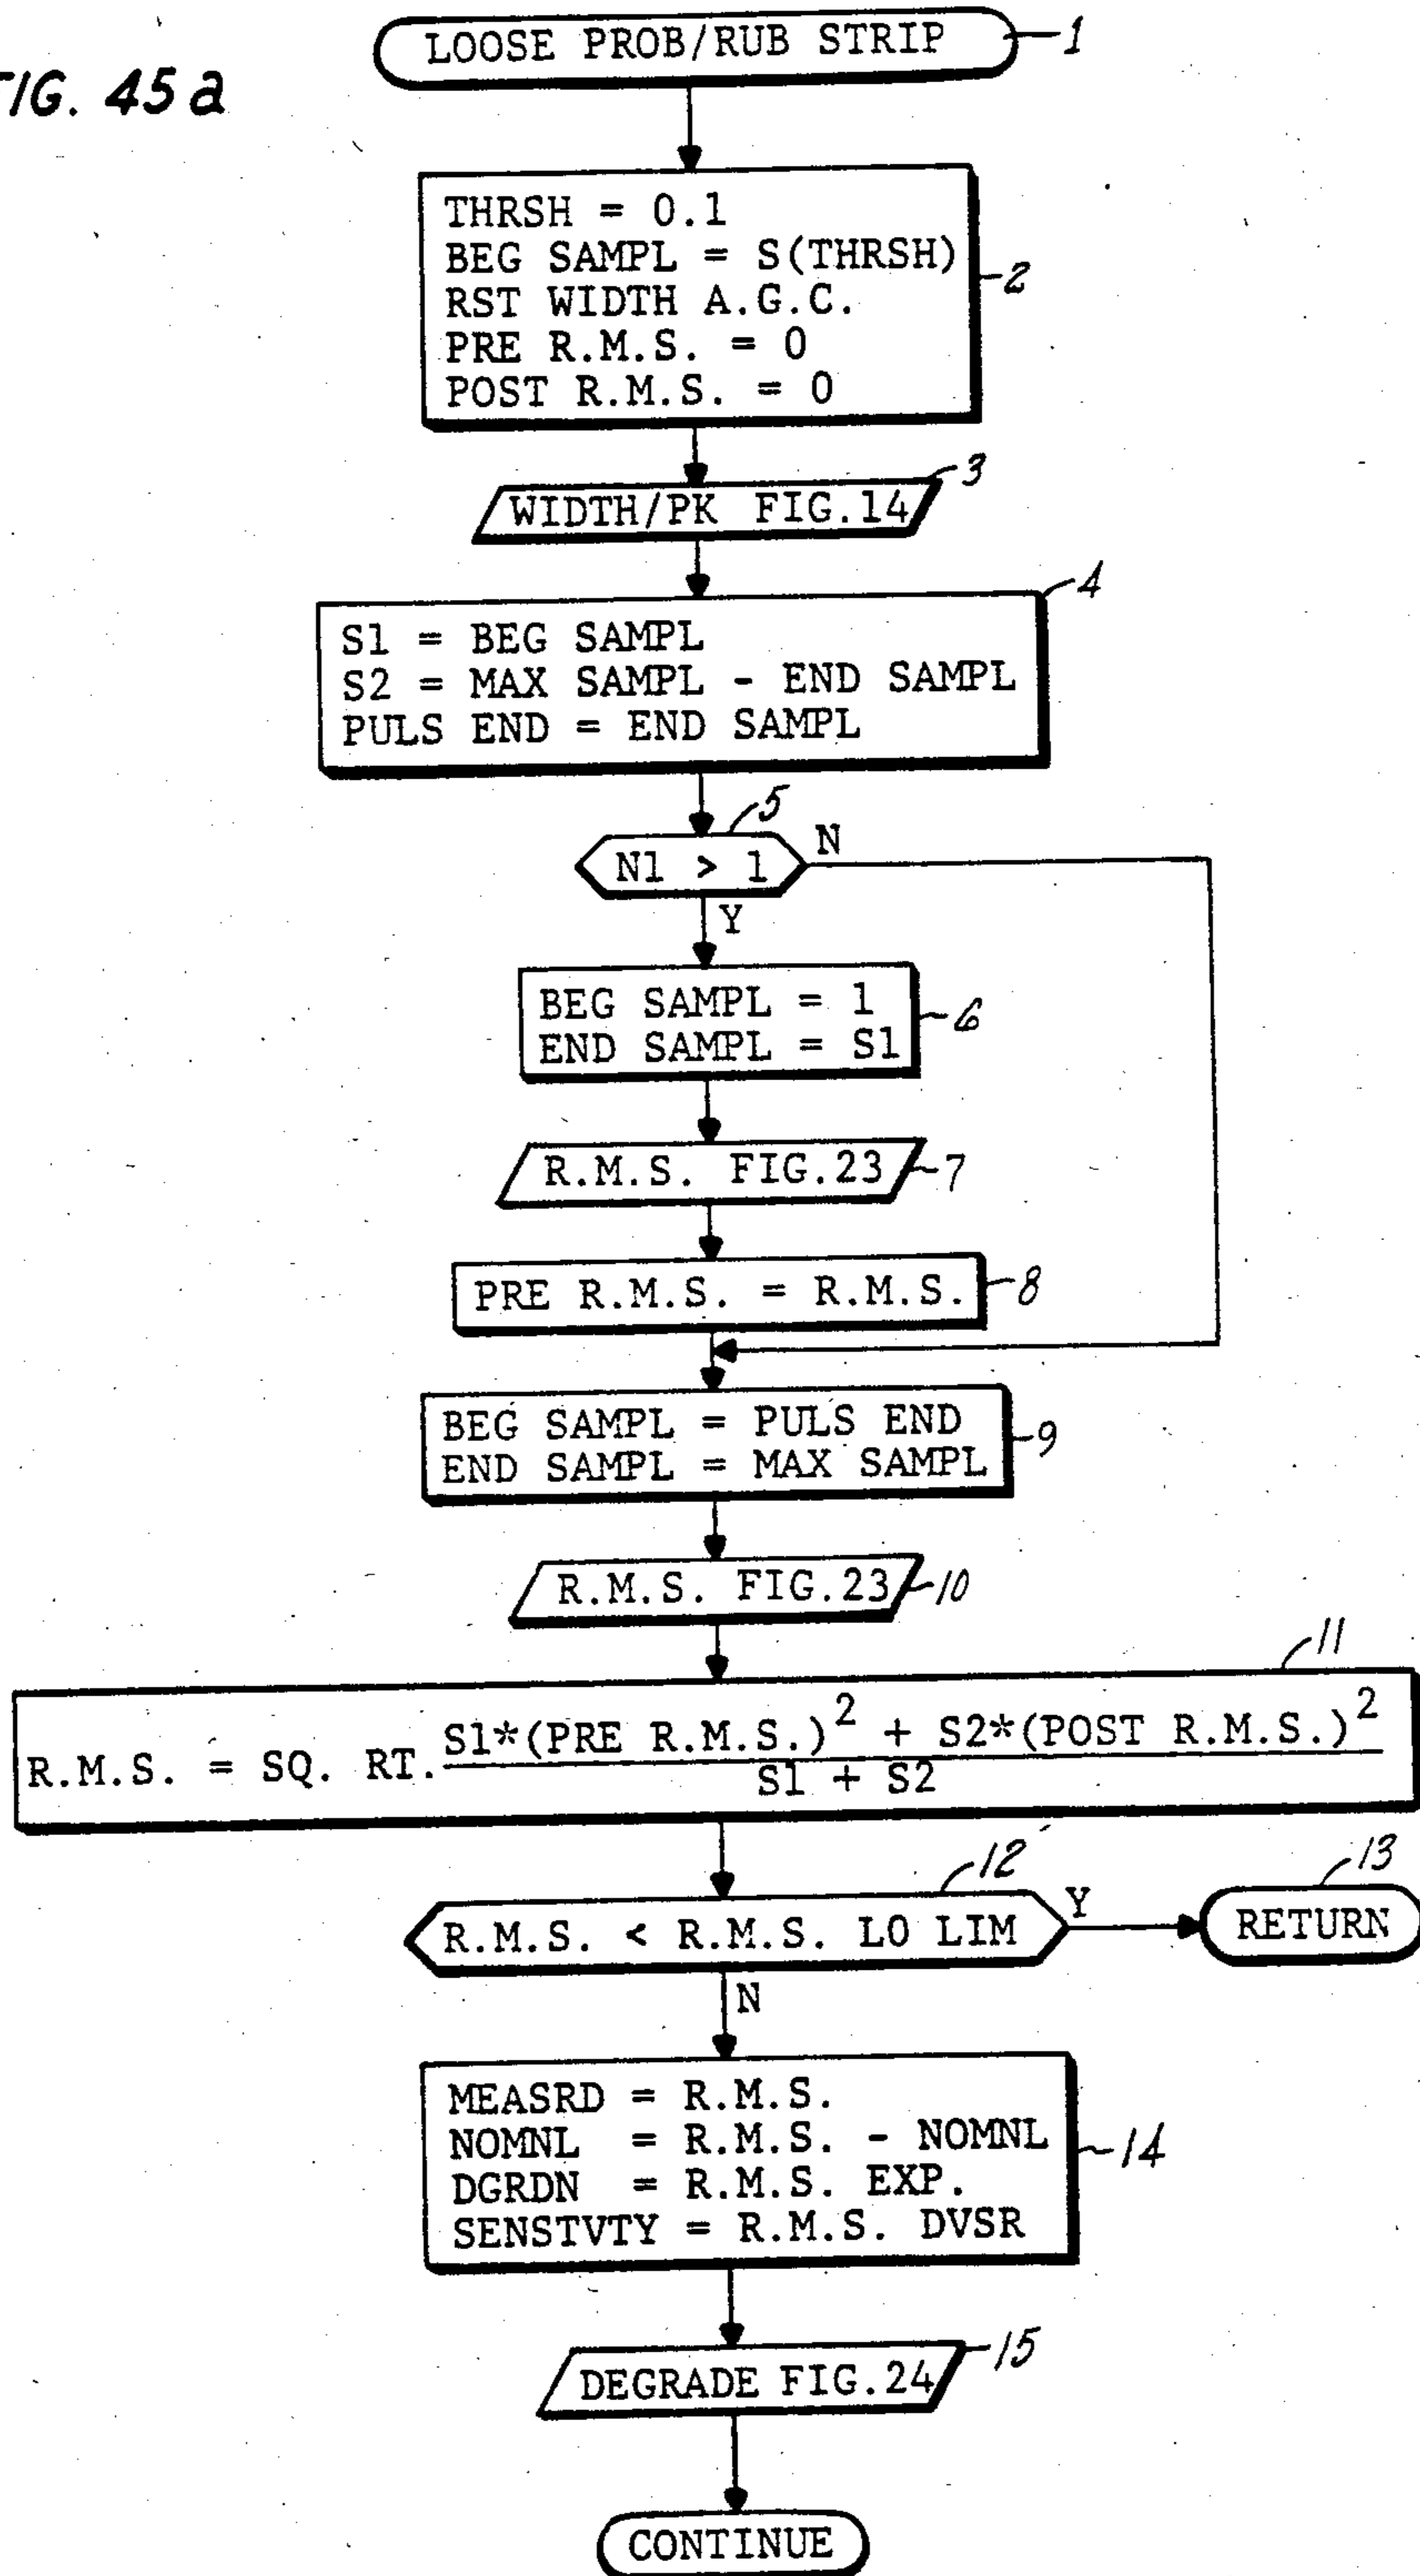 FIG. 45a
LOOSE PROB/RUB STRIP
1
THRSH = 0.1
BEG SAMPL = S(THRSH)
RST WIDTH A.G.C.
PRE R.M.S. = 0
POST R.M.S. = 0
2
3
WIDTH/PK FIG.14
4
S1 = BEG SAMPL
S2 = MAX SAMPL - END SAMPL
PULS END = END SAMPL
5
N1 > 1
N
Y
BEG SAMPL = 1
END SAMPL = S1
6
R.M.S. FIG.23
7
PRE R.M.S. = R.M.S.
8
BEG SAMPL = PULS END
END SAMPL = MAX SAMPL
9
R.M.S. FIG.23
10
11
R.M.S. = SQ. RT. S1*(PRE R.M.S.)2 + S2*(POST R.M.S.)2
S1 + S2
12
R.M.S. < R.M.S. LO LIM
Y
13
RETURN
N
MEASRD = R.M.S.
NOMNL = R.M.S. - NOMNL
DGRDN = R.M.S. EXP.
SENSTVTY = R.M.S. DVSR
14
15
DEGRADE FIG.24
CONTINUE